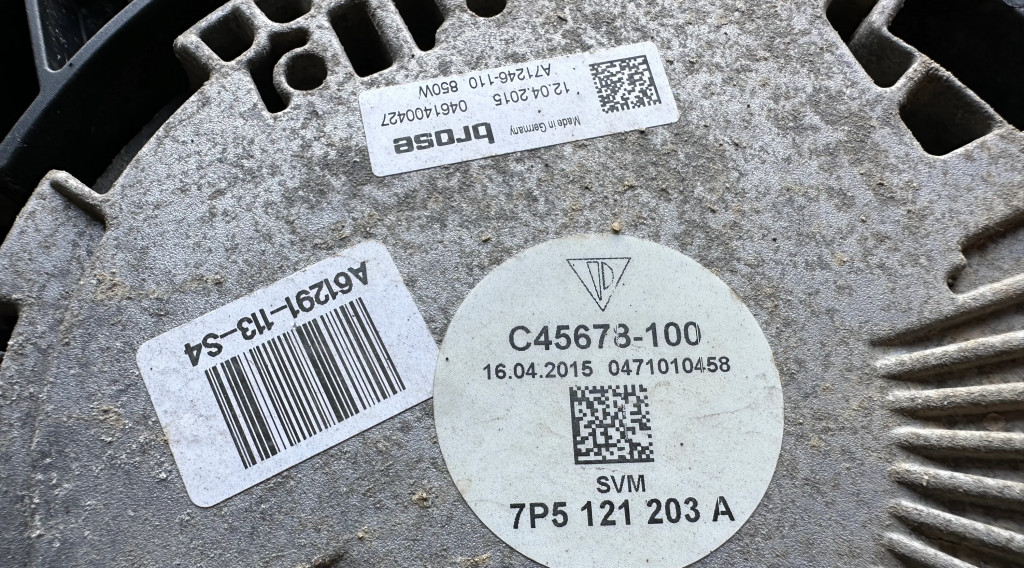 brose
Made in Germany
12.04.2015 0461400427
A71246-110 850W
A61291-113-S4
C45678-100
16.04.2015 0471010458
SVM
7P5 121 203 A